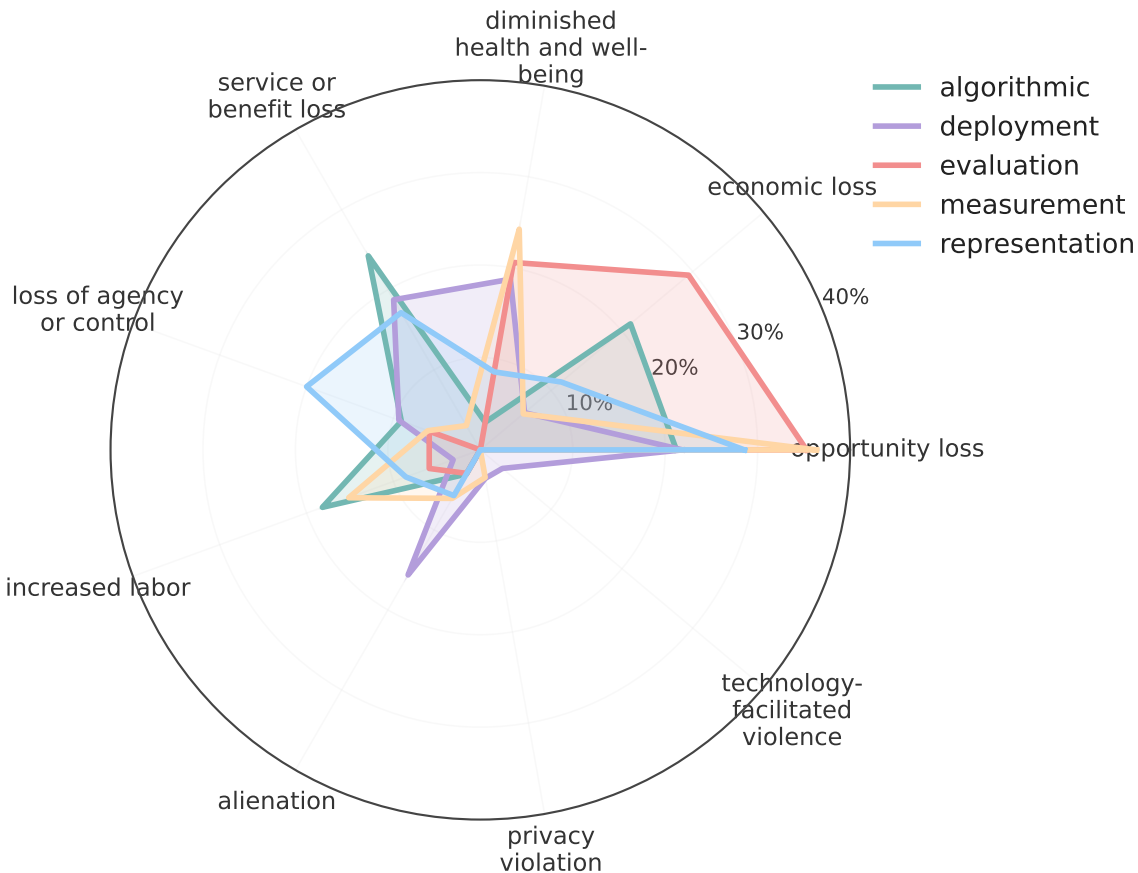 diminished
health and well-
being
service or
benefit loss
algorithmic
deployment
evaluation
measurement
representation
economic loss
loss of agency
or control
40%
30%
20%
10%
opportunity loss
increased labor
technology-
facilitated
violence
alienation
privacy
violation